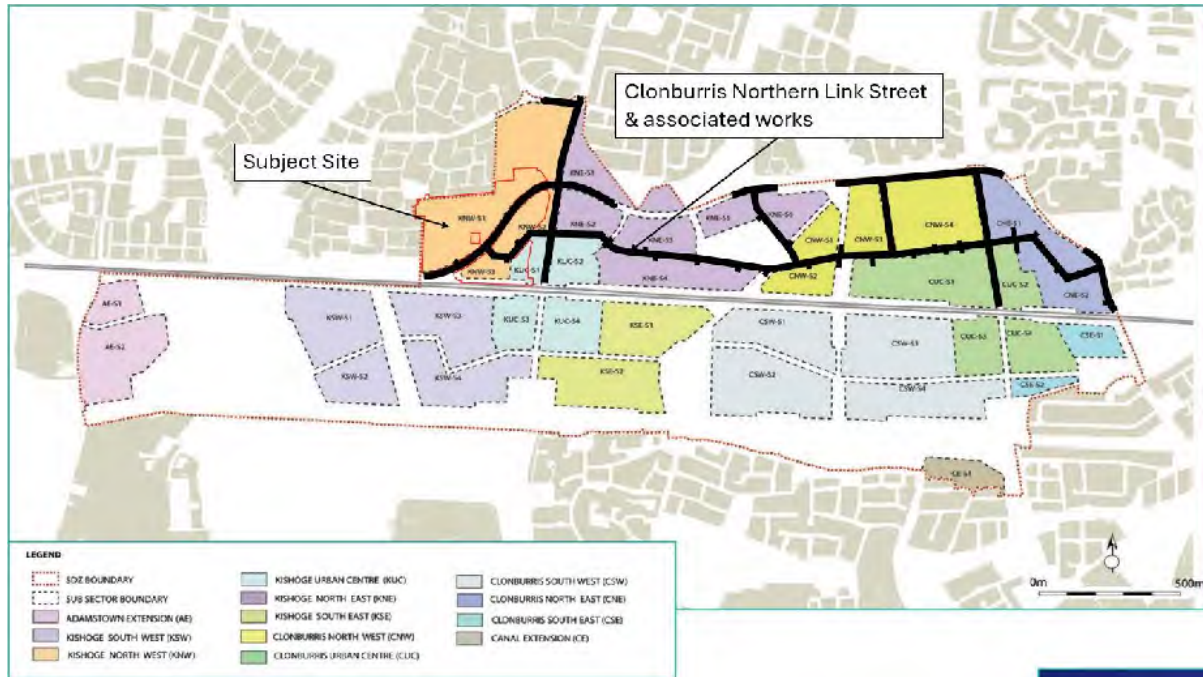 Clonburris Northern Link Street
& associated works
Subject Site
KNE-S1
KNW-S1
KNW-S2
KNE-S2
KNE-S3
KNW-S3
KUC-S1
KUC-S2
KNE-S4
CNW-S2
CNW-S3
CNW-S4
CUC-S1
CUC-S2
CNE-S2
AE-S1
AE-S2
KSW-S1
KSW-S2
KSW-S3
KSW-S4
KUC-S3
KUC-S4
KSE-S1
KSE-S2
CSW-S1
CSW-S2
CSW-S3
CSW-S4
CUC-S3
CUC-S4
CSE-S1
CSE-S2
0m
500m
LEGEND
SDZ BOUNDARY
SUB SECTOR BOUNDARY
ADAMSTOWN EXTENSION (AE)
KISHOGE SOUTH WEST (KSW)
KISHOGE NORTH WEST (KNW)
KISHOGE URBAN CENTRE (KUC)
KISHOGE NORTH EAST (KNE)
KISHOGE SOUTH EAST (KSE)
CLONBURRIS NORTH WEST (CNW)
CLONBURRIS URBAN CENTRE (CUC)
CLONBURRIS SOUTH WEST (CSW)
CLONBURRIS NORTH EAST (CNE)
CLONBURRIS SOUTH EAST (CSE)
CANAL EXTENSION (CE)